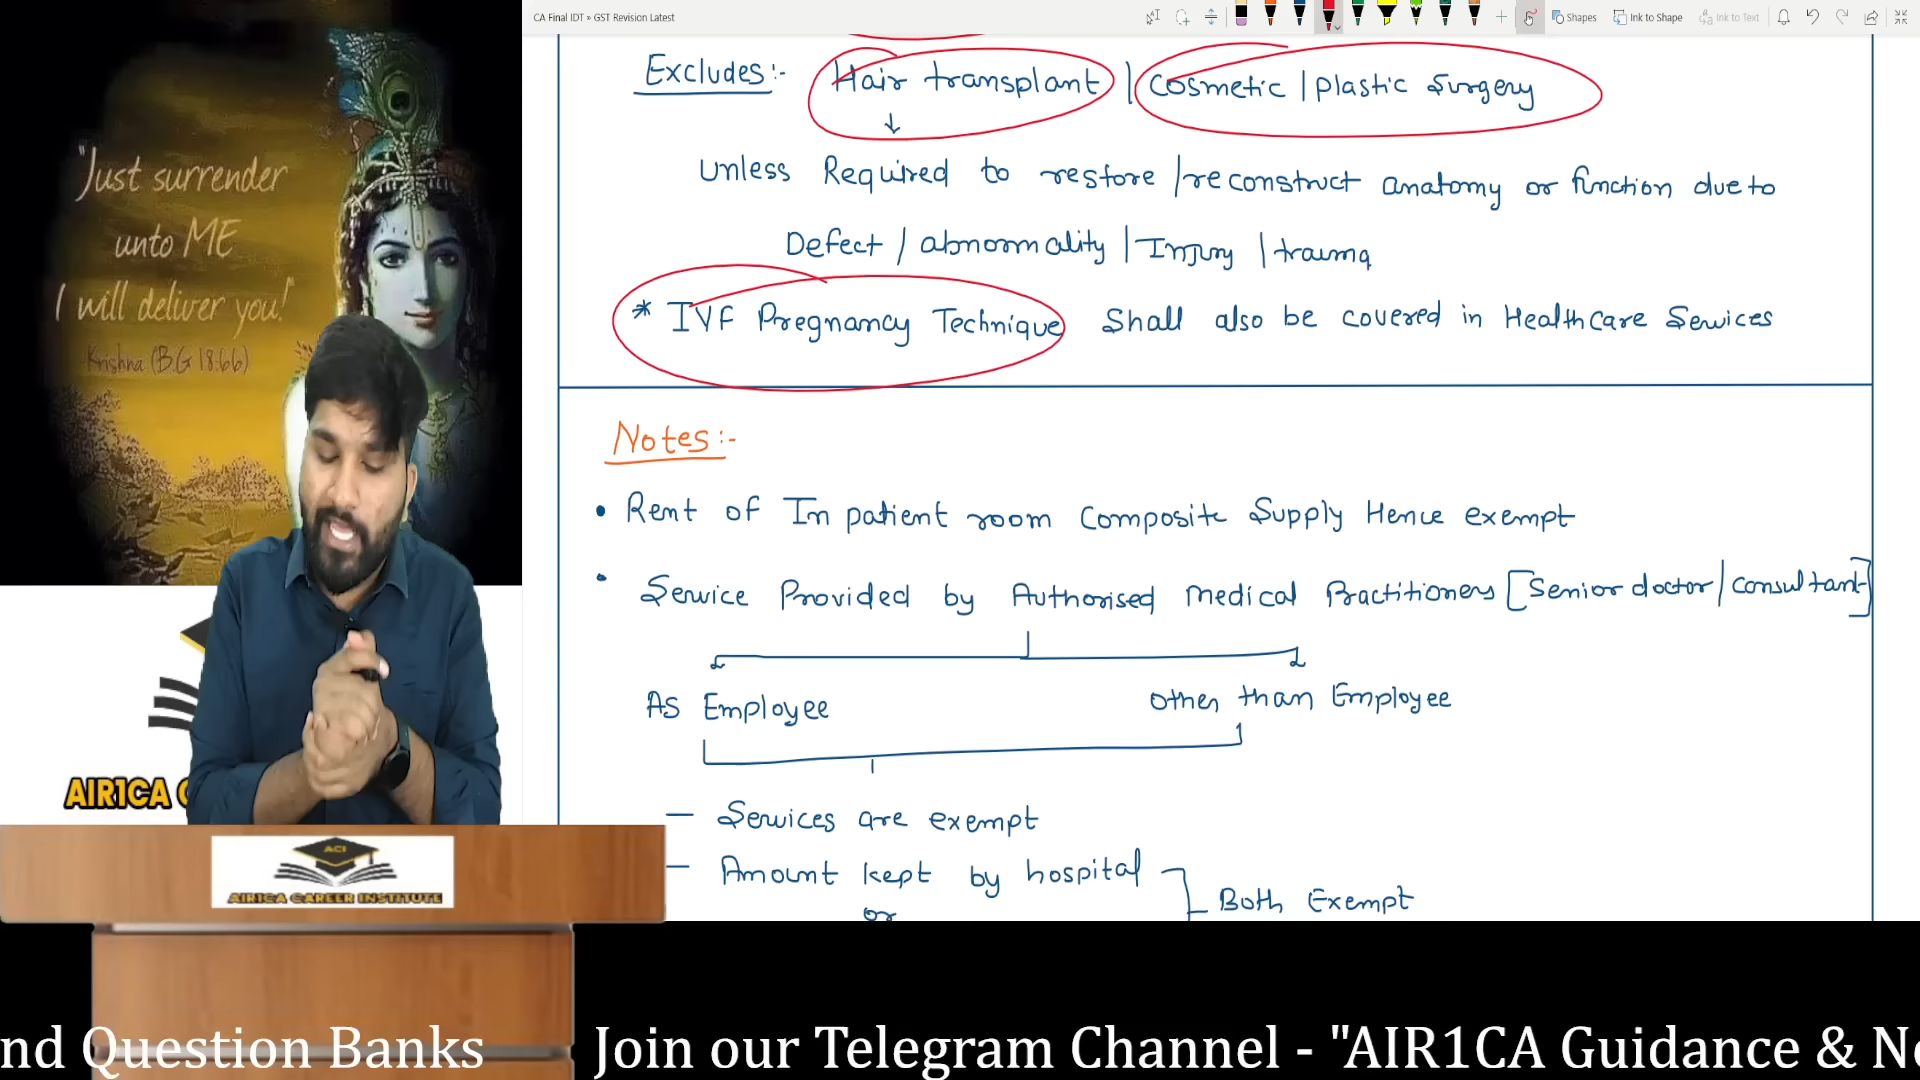 CA Final IDT » GST Revision Latest
Shapes
Ink to Shape
Ink to Text
Excludes:- Hair transplant | Cosmetic | plastic Surgery
↓
unless Required to restore / reconstruct anatomy or function due to
Defect / abnormality | Injury | trauma
* IVF Pregnancy Technique Shall also be covered in Healthcare Services
Notes:-
• Rent of In patient room Composite Supply Hence exempt
• Service Provided by Authorised Medical Practitioners [Senior doctor / consultant]
As Employee
Other than Employee
— Services are exempt
— Amount kept by hospital
or
Both Exempt
"Just surrender
unto ME
I will deliver you!"
-Krishna (B.G 18:66)
AIR1CA C
ACI
AIR1CA CAREER INSTITUTE
nd Question Banks
Join our Telegram Channel - "AIR1CA Guidance & No